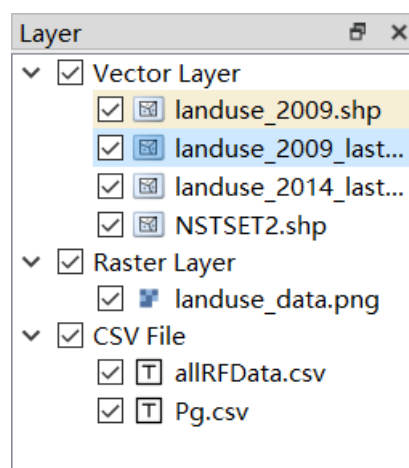 Layer
Vector Layer
landuse_2009.shp
landuse_2009_last...
landuse_2014_last...
NSTSET2.shp
Raster Layer
landuse_data.png
CSV File
T allRFData.csv
T Pg.csv